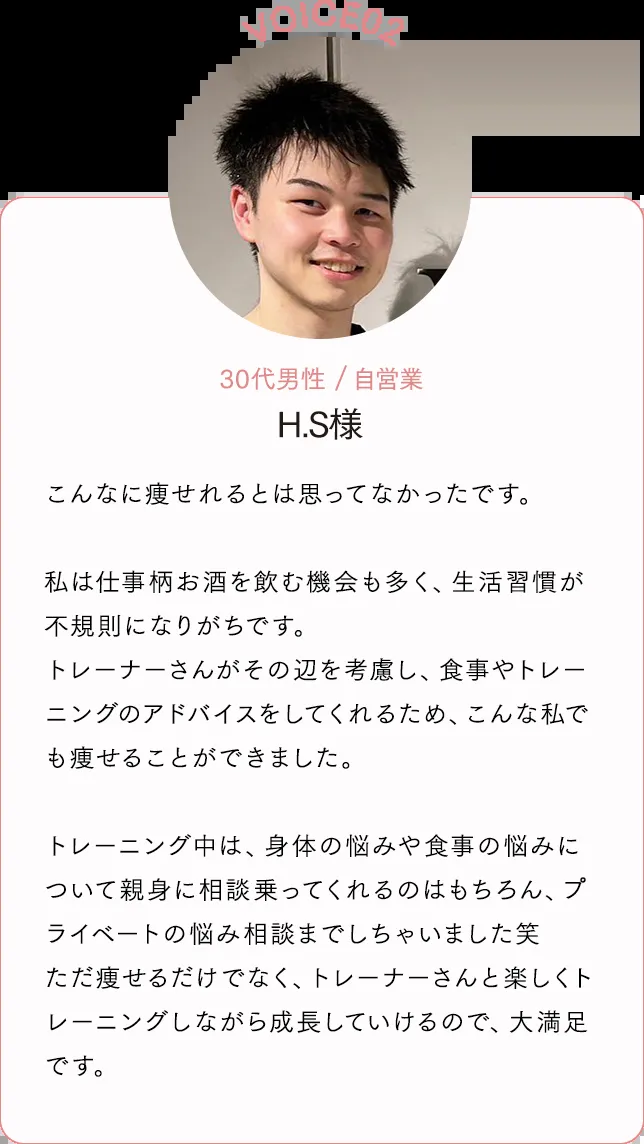 VOICE02
30代男性 / 自営業
H.S様
こんなに痩せれるとは思ってなかったです。
私は仕事柄お酒を飲む機会も多く、生活習慣が
不規則になりがちです。
トレーナーさんがその辺を考慮し、食事やトレー
ニングのアドバイスをしてくれるため、こんな私で
も痩せることができました。
トレーニング中は、身体の悩みや食事の悩みに
ついて親身に相談乗ってくれるのはもちろん、プ
ライベートの悩み相談までしちゃいました笑
ただ痩せるだけでなく、トレーナーさんと楽しくト
レーニングしながら成長していけるので、大満足
です。